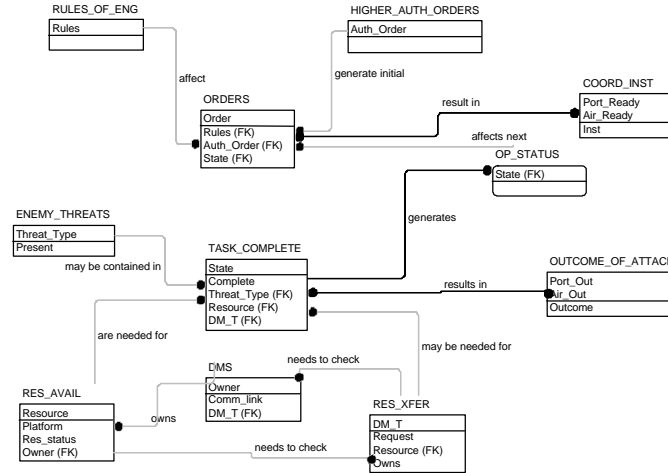 RULES_OF_ENG
Rules
HIGHER_AUTH_ORDERS
Auth_Order
affect
generate initial
ORDERS
Order
Rules (FK)
Auth_Order (FK)
State (FK)
result in
COORD_INST
Port_Ready
Air_Ready
Inst
affects next
OP_STATUS
State (FK)
ENEMY_THREATS
Threat_Type
Present
generates
may be contained in
TASK_COMPLETE
State
Complete
Threat_Type (FK)
Resource (FK)
DM_T (FK)
results in
OUTCOME_OF_ATTACK
Port_Out
Air_Out
Outcome
are needed for
may be needed for
DMS
Owner
Comm_link
DM_T (FK)
needs to check
RES_AVAIL
Resource
Platform
Res_status
Owner (FK)
owns
RES_XFER
DM_T
Request
Resource (FK)
Owns
needs to check